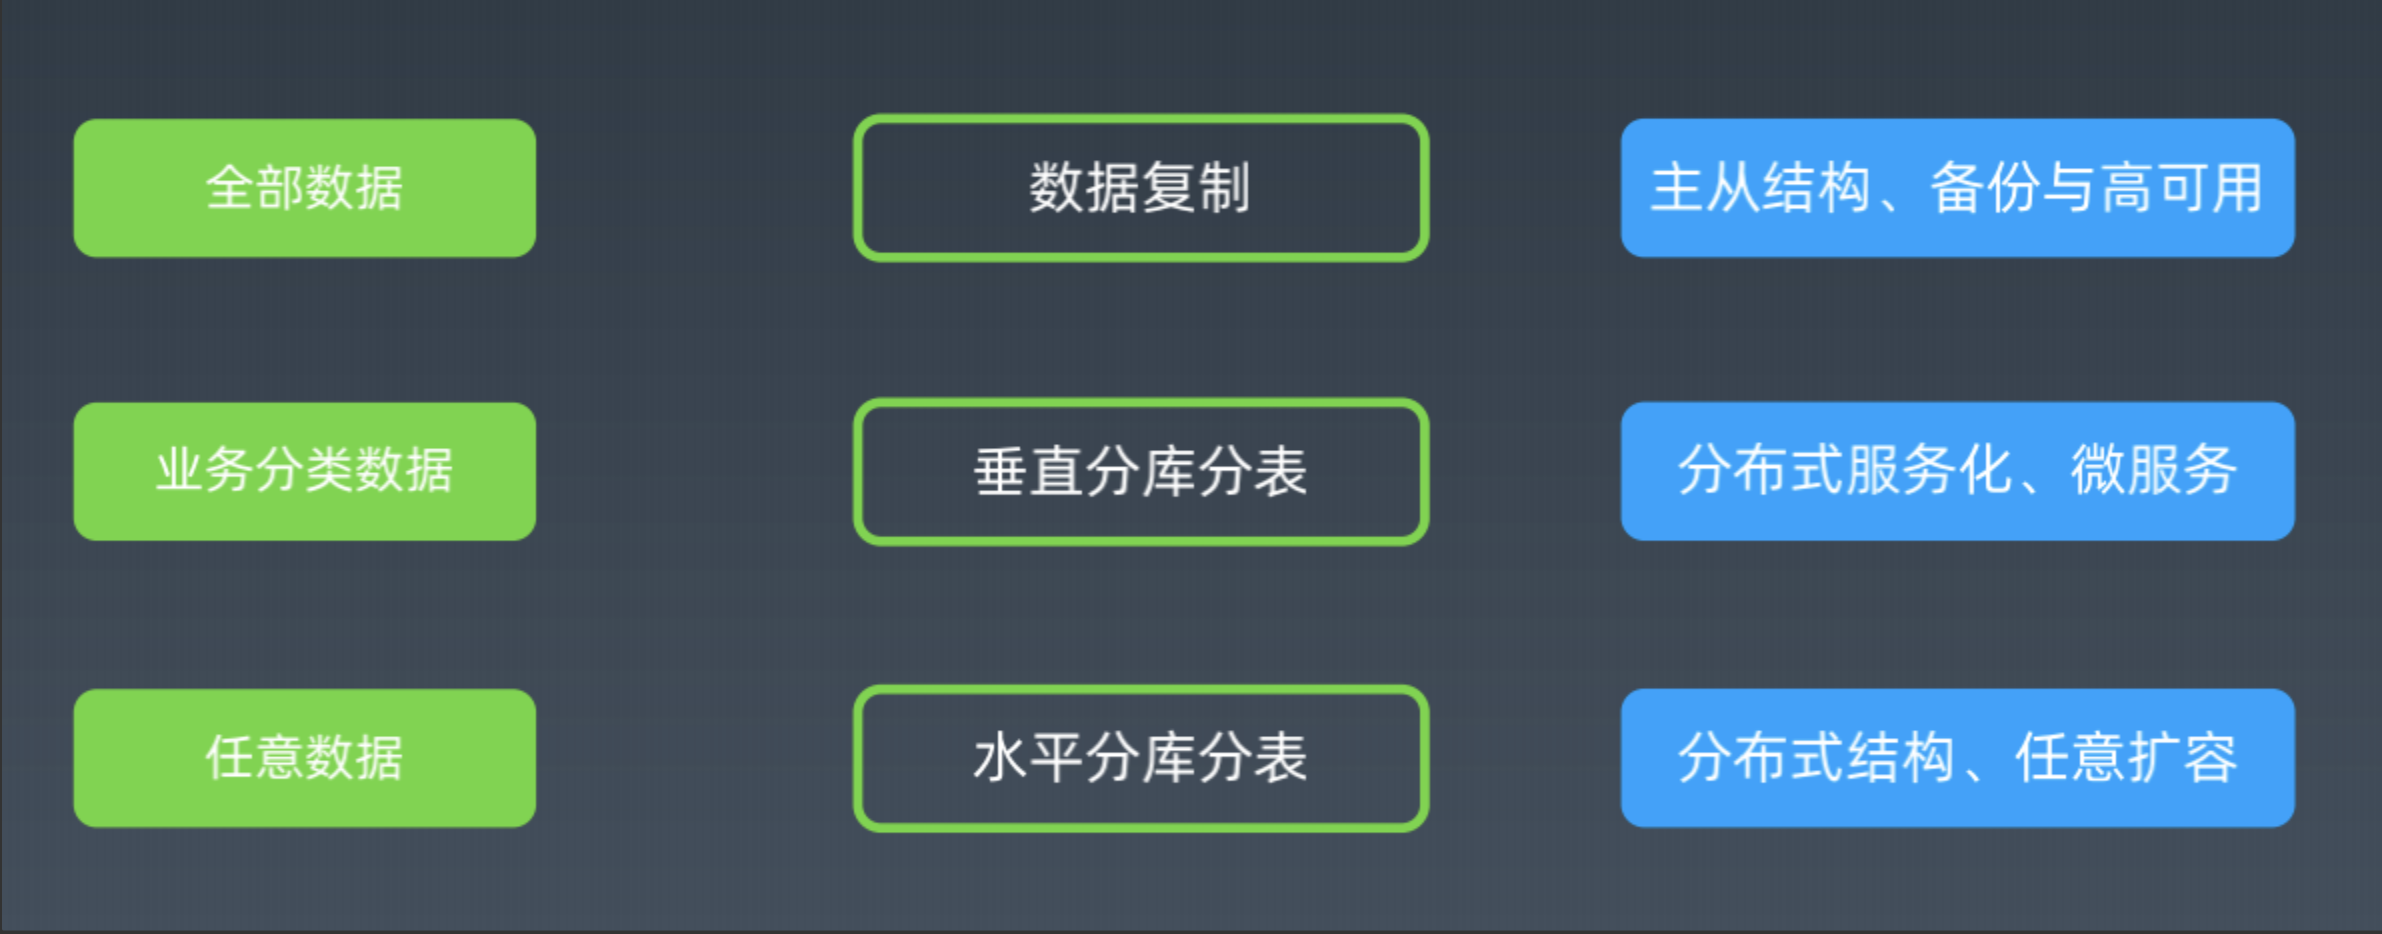 全部数据
数据复制
主从结构、备份与高可用
业务分类数据
垂直分库分表
分布式服务化、微服务
任意数据
水平分库分表
分布式结构、任意扩容